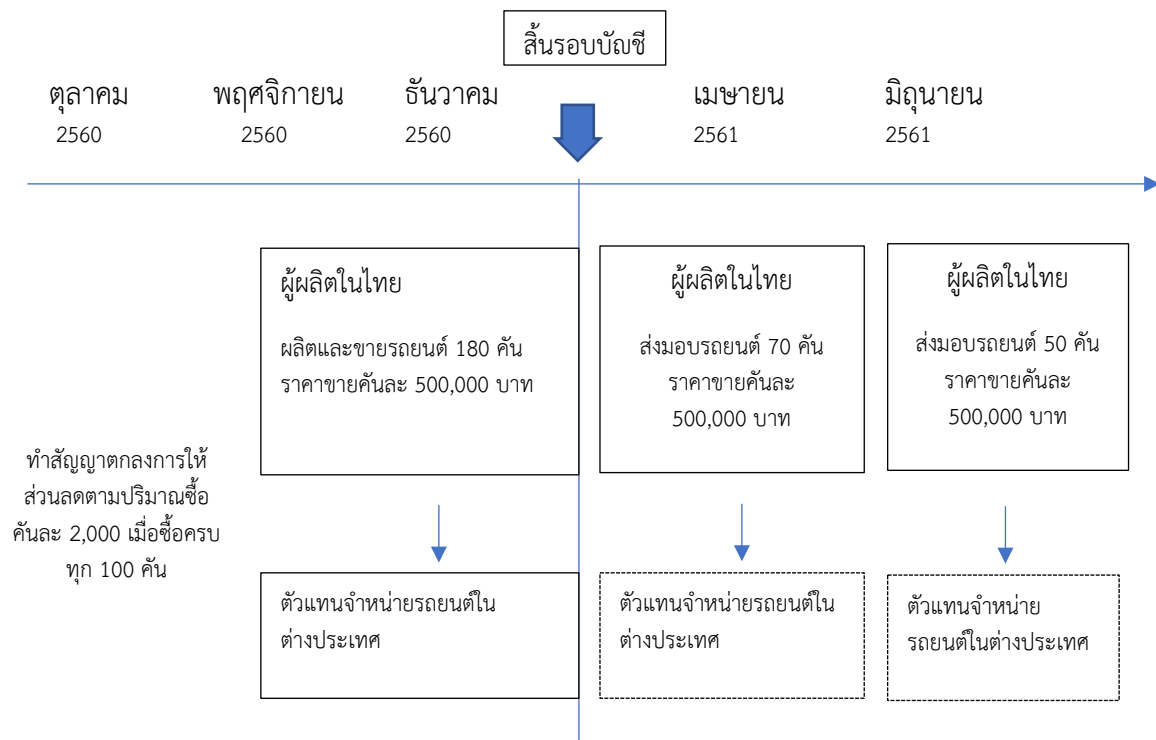 สิ้นรอบบัญชี
ตุลาคม
2560
พฤศจิกายน
2560
ธันวาคม
2560
เมษายน
2561
มิถุนายน
2561
ผู้ผลิตในไทย
ผลิตและขายรถยนต์ 180 คัน
ราคาขายคันละ 500,000 บาท
ผู้ผลิตในไทย
ส่งมอบรถยนต์ 70 คัน
ราคาขายคันละ
500,000 บาท
ผู้ผลิตในไทย
ส่งมอบรถยนต์ 50 คัน
ราคาขายคันละ
500,000 บาท
ทำสัญญาตกลงการให้
ส่วนลดตามปริมาณซื้อ
คันละ 2,000 เมื่อซื้อครบ
ทุก 100 คัน
ตัวแทนจำหน่ายรถยนต์ใน
ต่างประเทศ
ตัวแทนจำหน่ายรถยนต์ใน
ต่างประเทศ
ตัวแทนจำหน่าย
รถยนต์ในต่างประเทศ